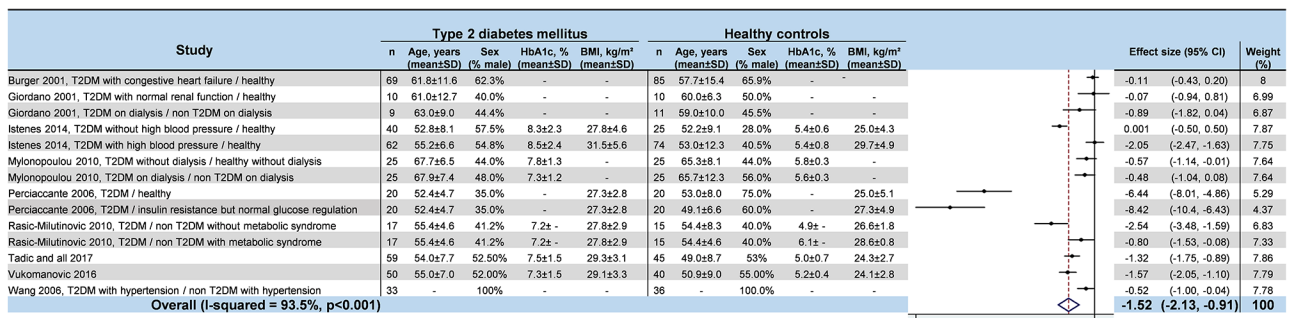 Type 2 diabetes mellitus Healthy controls
Study n Age, years (mean±SD) Sex (% male) HbA1c, % (mean±SD) BMI, kg/m² (mean±SD) n Age, years (mean±SD) Sex (% male) HbA1c, % (mean±SD) BMI, kg/m² (mean±SD) Effect size (95% CI) Weight (%)
Burger 2001, T2DM with congestive heart failure / healthy 69 61.8±11.6 62.3% - - 85 57.7±15.4 65.9% - - -0.11 (-0.43, 0.20) 8
Giordano 2001, T2DM with normal renal function / healthy 10 61.0±12.7 40.0% - - 10 60.0±6.3 50.0% - - -0.07 (-0.94, 0.81) 6.99
Giordano 2001, T2DM on dialysis / non T2DM on dialysis 9 63.0±9.0 44.4% - - 11 59.0±10.0 45.5% - - -0.89 (-1.82, 0.04) 6.87
Istenes 2014, T2DM without high blood pressure / healthy 40 52.8±8.1 57.5% 8.3±2.3 27.8±4.6 25 52.2±9.1 28.0% 5.4±0.6 25.0±4.3 0.001 (-0.50, 0.50) 7.87
Istenes 2014, T2DM with high blood pressure / healthy 62 55.2±6.6 54.8% 8.5±2.4 31.5±5.6 74 53.0±12.3 40.5% 5.4±0.8 29.7±4.9 -2.05 (-2.47, -1.63) 7.75
Mylonopoulou 2010, T2DM without dialysis / healthy without dialysis 25 67.7±6.5 44.0% 7.8±1.3 - 25 65.3±8.1 44.0% 5.8±0.3 - -0.57 (-1.14, -0.01) 7.64
Mylonopoulou 2010, T2DM on dialysis / non T2DM on dialysis 25 67.9±7.4 48.0% 7.3±1.2 - 25 65.7±12.3 56.0% 5.6±0.3 - -0.48 (-1.04, 0.08) 7.64
Perciaccante 2006, T2DM / healthy 20 52.4±4.7 35.0% - 27.3±2.8 20 53.0±8.0 75.0% - 25.0±5.1 -6.44 (-8.01, -4.86) 5.29
Perciaccante 2006, T2DM / insulin resistance but normal glucose regulation 20 52.4±4.7 35.0% - 27.3±2.8 20 49.1±6.6 60.0% - 27.3±4.9 -8.42 (-10.4, -6.43) 4.37
Rasic-Milutinovic 2010, T2DM / non T2DM without metabolic syndrome 17 55.4±4.6 41.2% 7.2± - 27.8±2.9 15 54.4±8.3 40.0% 4.9± - 26.6±1.8 -2.54 (-3.48, -1.59) 6.83
Rasic-Milutinovic 2010, T2DM / non T2DM with metabolic syndrome 17 55.4±4.6 41.2% 7.2± - 27.8±2.9 15 54.4±4.6 40.0% 6.1± - 28.6±0.8 -0.80 (-1.53, -0.08) 7.33
Tadic and all 2017 59 54.0±7.7 52.50% 7.5±1.5 29.3±3.1 45 49.0±8.7 53% 5.0±0.7 24.3±2.7 -1.32 (-1.75, -0.89) 7.86
Vukomanovic 2016 50 55.0±7.0 52.00% 7.3±1.5 29.1±3.3 40 50.9±9.0 55.00% 5.2±0.4 24.1±2.8 -1.57 (-2.05, -1.10) 7.79
Wang 2006, T2DM with hypertension / non T2DM with hypertension 33 - 100% - - 36 - 100.0% - - -0.52 (-1.00, -0.04) 7.78
Overall (I-squared = 93.5%, p<0.001) -1.52 (-2.13, -0.91) 100